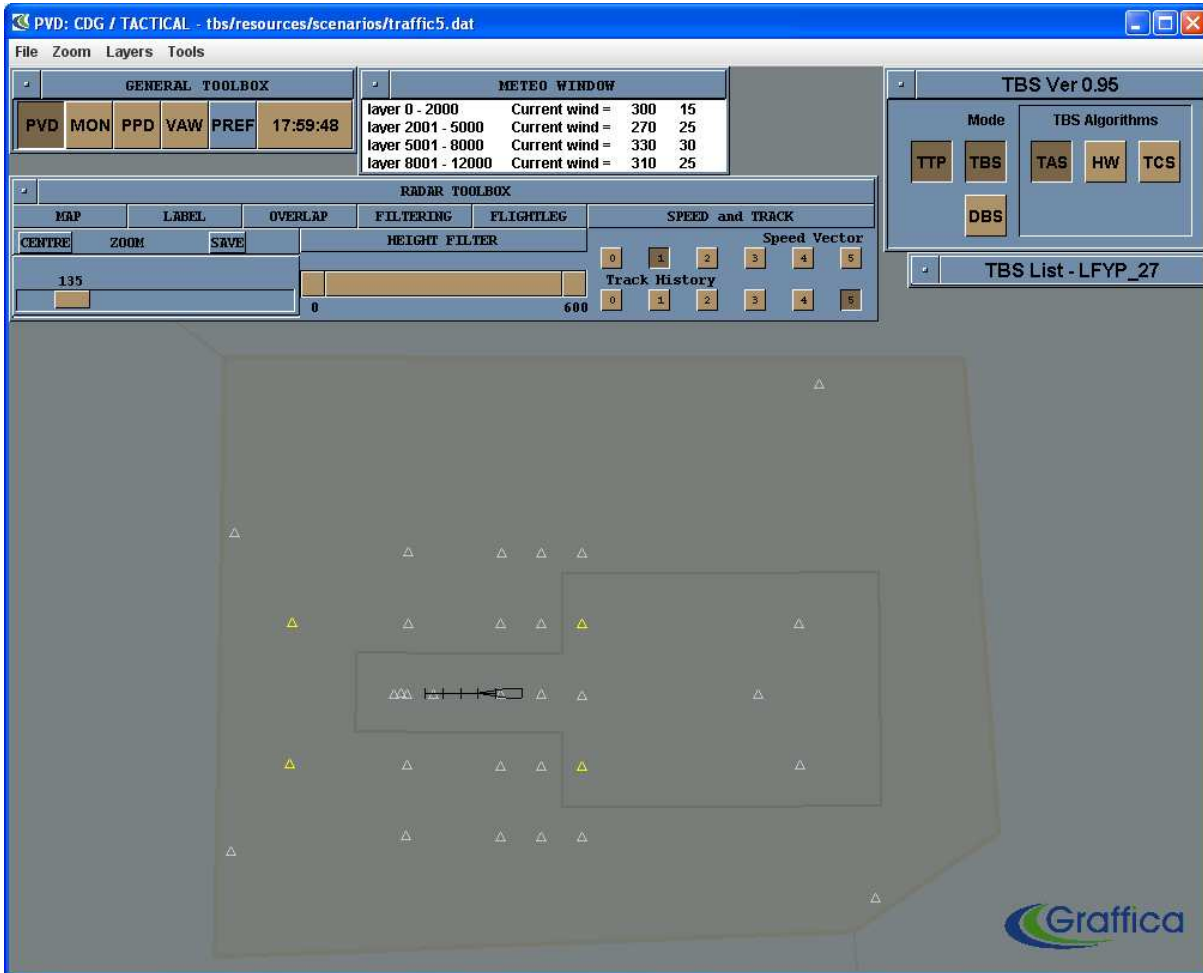 PVD: CDG / TACTICAL - tbs/resources/scenarios/traffic5.dat
File Zoom Layers Tools
GENERAL TOOLBOX
PVD MON PPD VAW PREF 17:59:48
METEO WINDOW
layer 0 - 2000 Current wind = 300 15
layer 2001 - 5000 Current wind = 270 25
layer 5001 - 8000 Current wind = 330 30
layer 8001 - 12000 Current wind = 310 25
TBS Ver 0.95
Mode TBS Algorithms
TTP TBS TAS HW TCS
DBS
TBS List - LFYP_27
RADAR TOOLBOX
MAP LABEL OVERLAP FILTERING FLIGHTLEG SPEED and TRACK
CENTRE ZOOM SAVE HEIGHT FILTER Speed Vector
0 1 2 3 4 5
135 Track History
0 600 0 1 2 3 4 5
Graffica